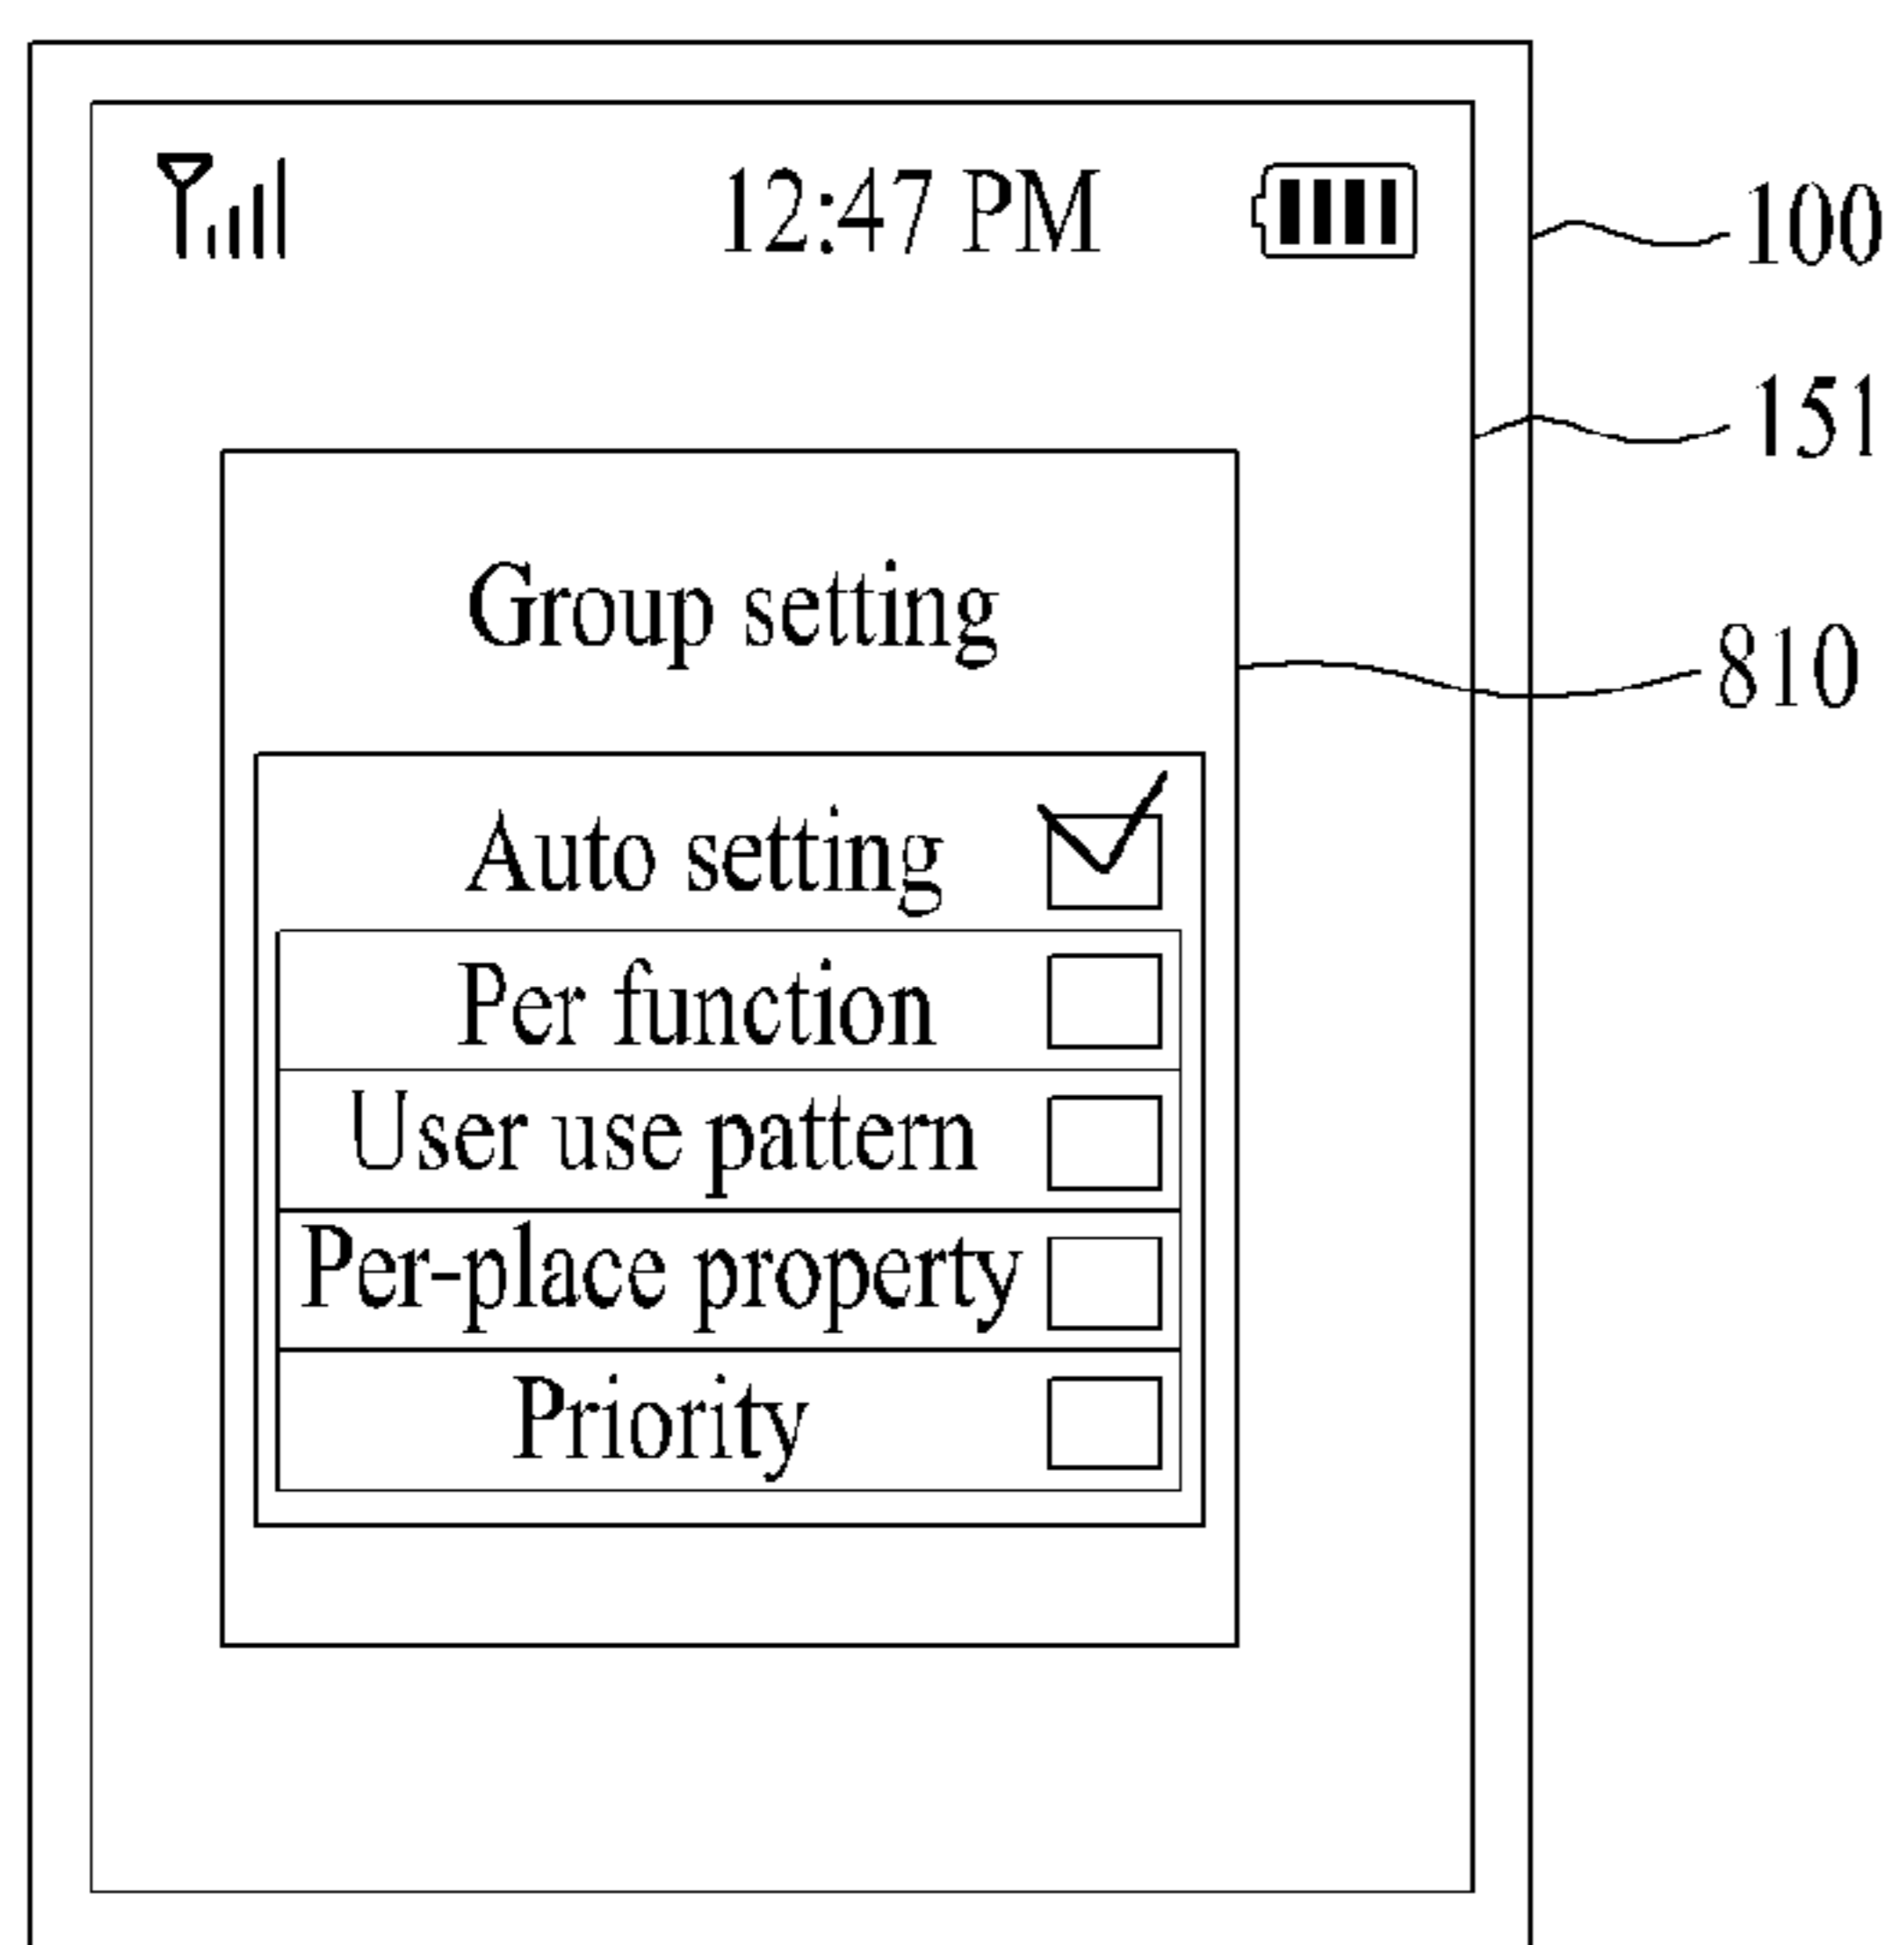 12:47 PM
100
151
Group setting
810
Auto setting
Per function
User use pattern
Per-place property
Priority